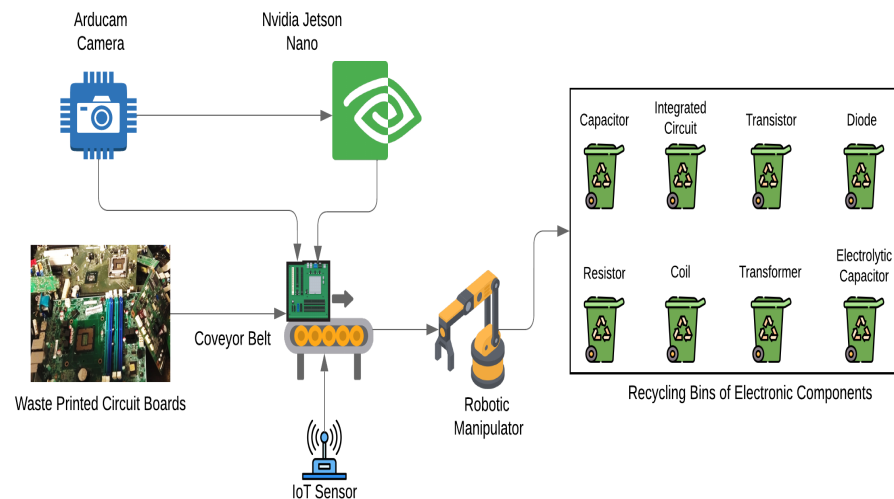 Arducam
Camera
Nvidia Jetson
Nano
Capacitor
Integrated
Circuit
Transistor
Diode
Resistor
Coil
Transformer
Electrolytic
Capacitor
Coveyor Belt
Waste Printed Circuit Boards
Robotic
Manipulator
Recycling Bins of Electronic Components
IoT Sensor